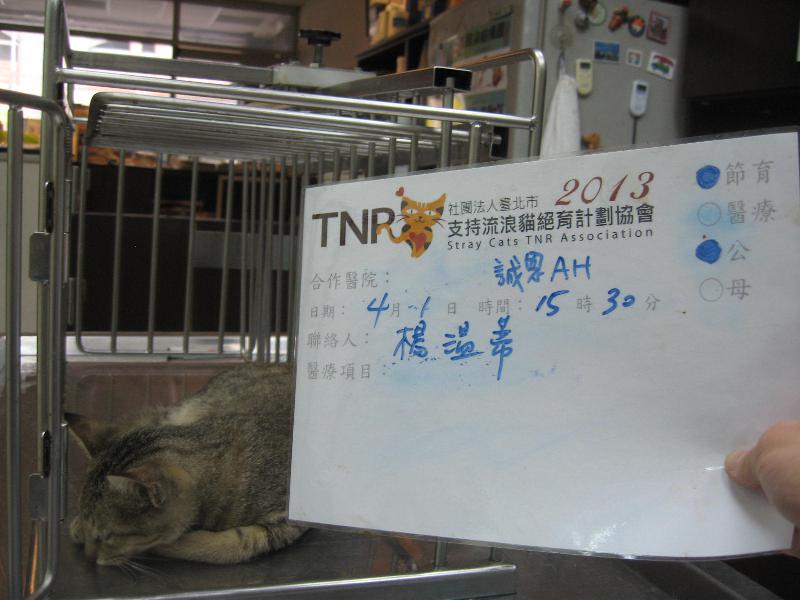 TNR 社團法人臺北市 2013
支持流浪貓絕育計劃協會
Stray Cats TNR Association
節育
醫療
公
母
合作醫院: 誠恩AH
日期: 4月1日 時間: 15時30分
聯絡人: 楊溫常
醫療項目: